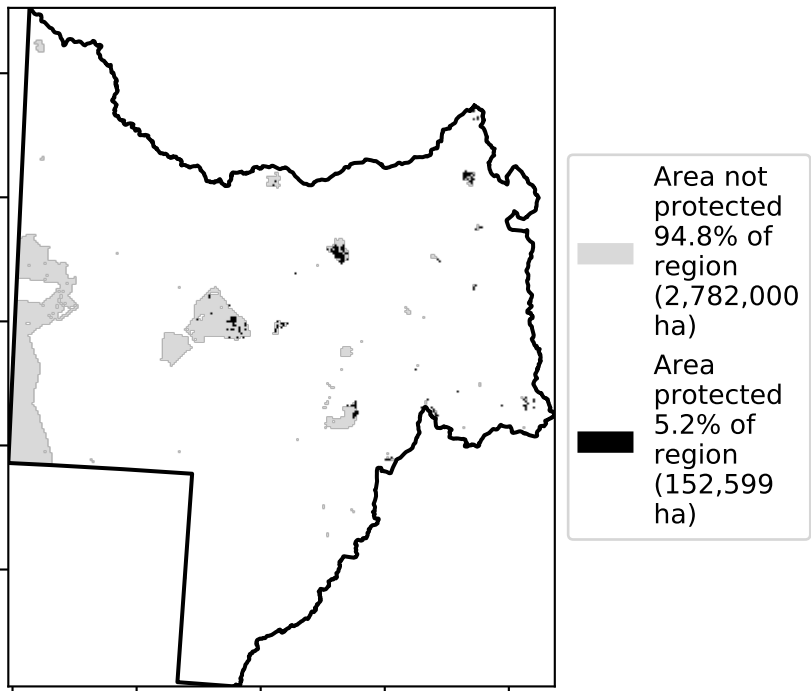 Area not
protected
94.8% of
region
(2,782,000
ha)
Area
protected
5.2% of
region
(152,599
ha)